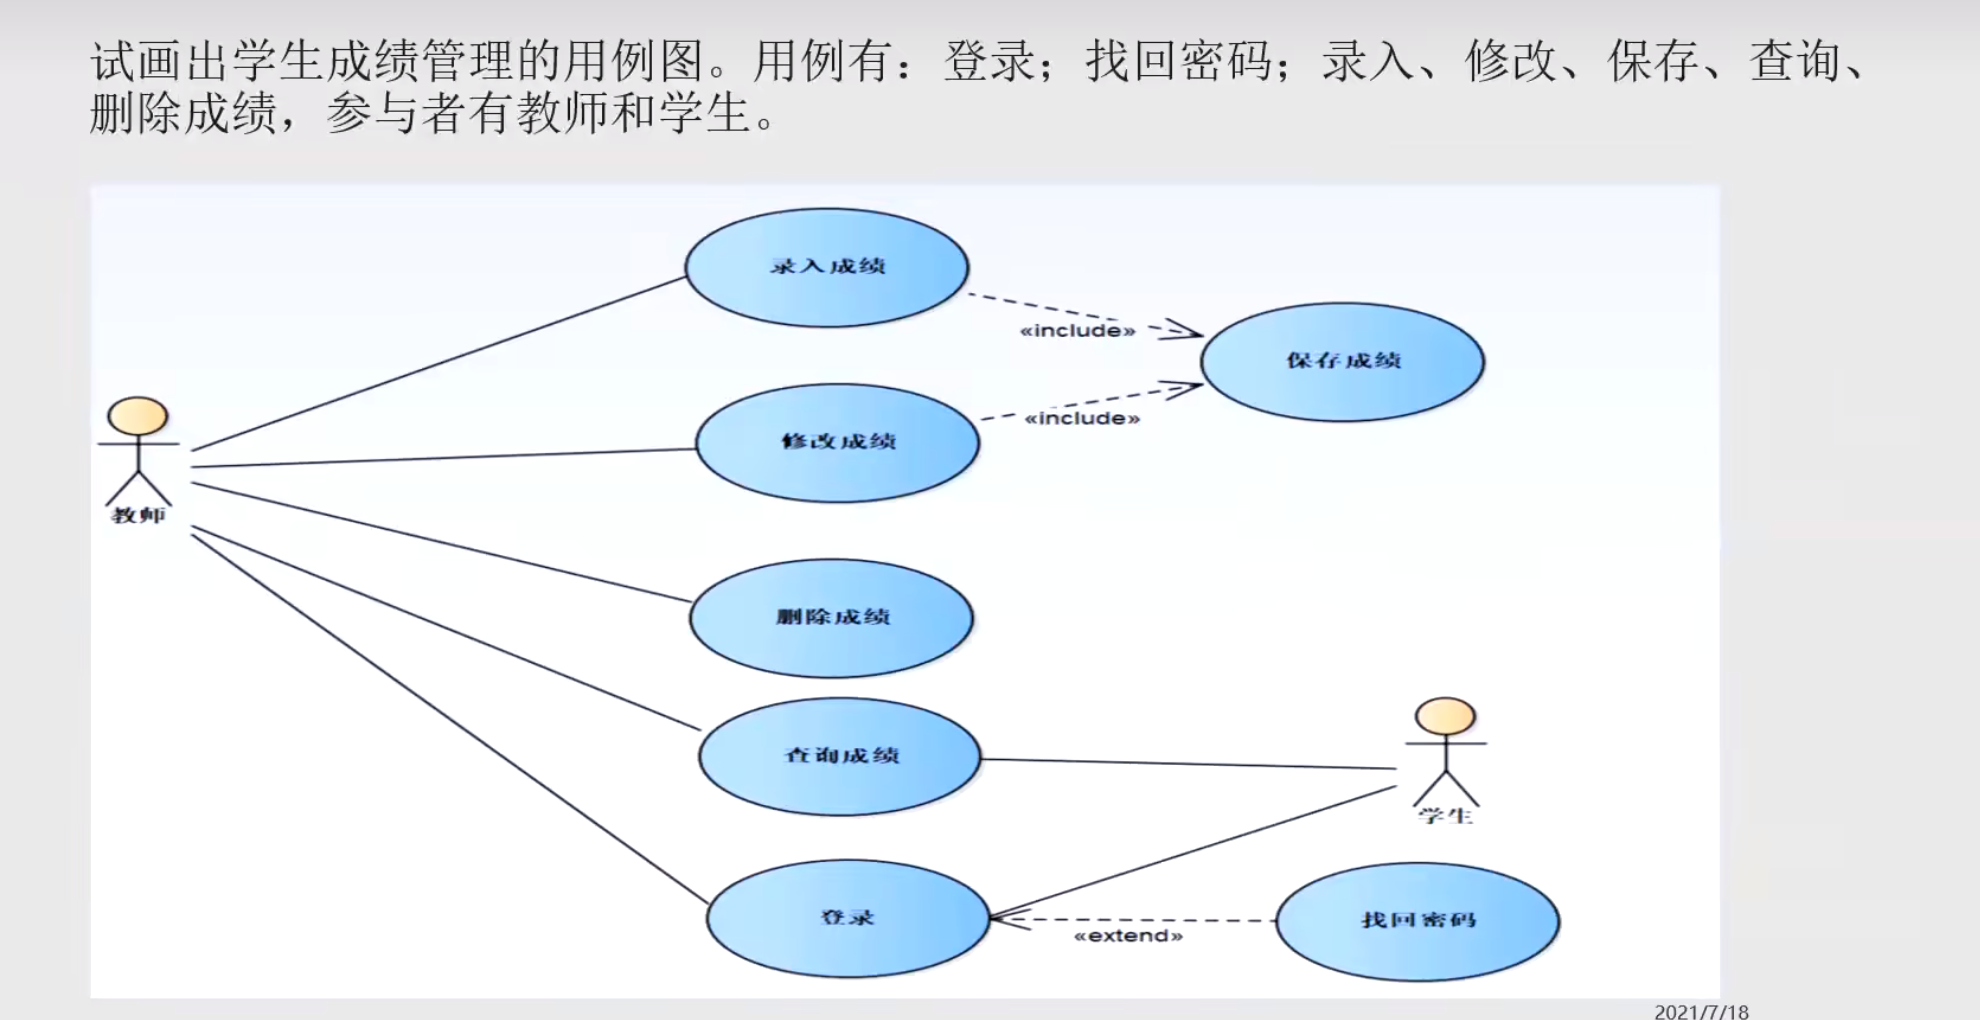 试画出学生成绩管理的用例图。用例有：登录；找回密码；录入、修改、保存、查询、
删除成绩，参与者有教师和学生。
录入成绩
«include»
保存成绩
修改成绩
«include»
教师
删除成绩
查询成绩
学生
登录
«extend»
找回密码
2021/7/18